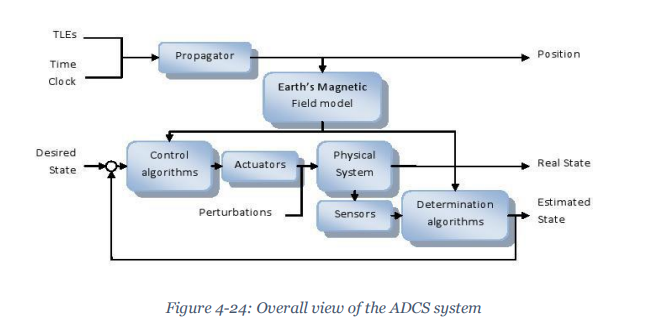 TLEs
Time
Clock
Propagator
Position
Earth's Magnetic
Field model
Desired
State
Control
algorithms
Actuators
Physical
System
Real State
Perturbations
Sensors
Determination
algorithms
Estimated
State
Figure 4-24: Overall view of the ADCS system